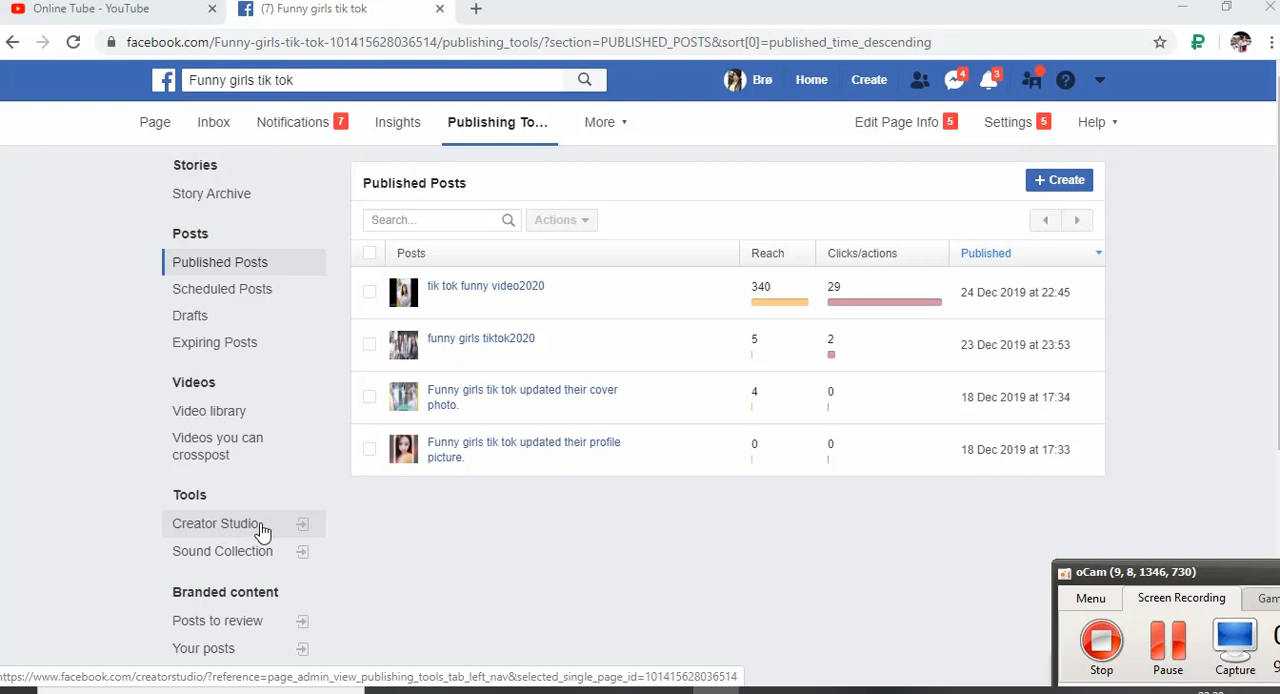 Online Tube - YouTube
(7) Funny girls tik tok
facebook.com/Funny-girls-tik-tok-101415628036514/publishing_tools/?section=PUBLISHED_POSTS&sort[0]=published_time_descending
Funny girls tik tok
Brø Home Create 4 3
Page Inbox Notifications 7 Insights Publishing To... More Edit Page Info 5 Settings 5 Help
Stories
Story Archive
Posts
Published Posts
Scheduled Posts
Drafts
Expiring Posts
Videos
Video library
Videos you can
crosspost
Tools
Creator Studio
Sound Collection
Branded content
Posts to review
Your posts
Published Posts
+ Create
Search... Actions
Posts Reach Clicks/actions Published
tik tok funny video2020 340 29 24 Dec 2019 at 22:45
funny girls tiktok2020 5 2 23 Dec 2019 at 23:53
Funny girls tik tok updated their cover
photo. 4 0 18 Dec 2019 at 17:34
Funny girls tik tok updated their profile
picture. 0 0 18 Dec 2019 at 17:33
oCam (9, 8, 1346, 730)
Menu Screen Recording
Stop Pause Capture
https://www.facebook.com/creatorstudio/?reference=page_admin_view_publishing_tools_tab_left_nav&selected_single_page_id=101415628036514